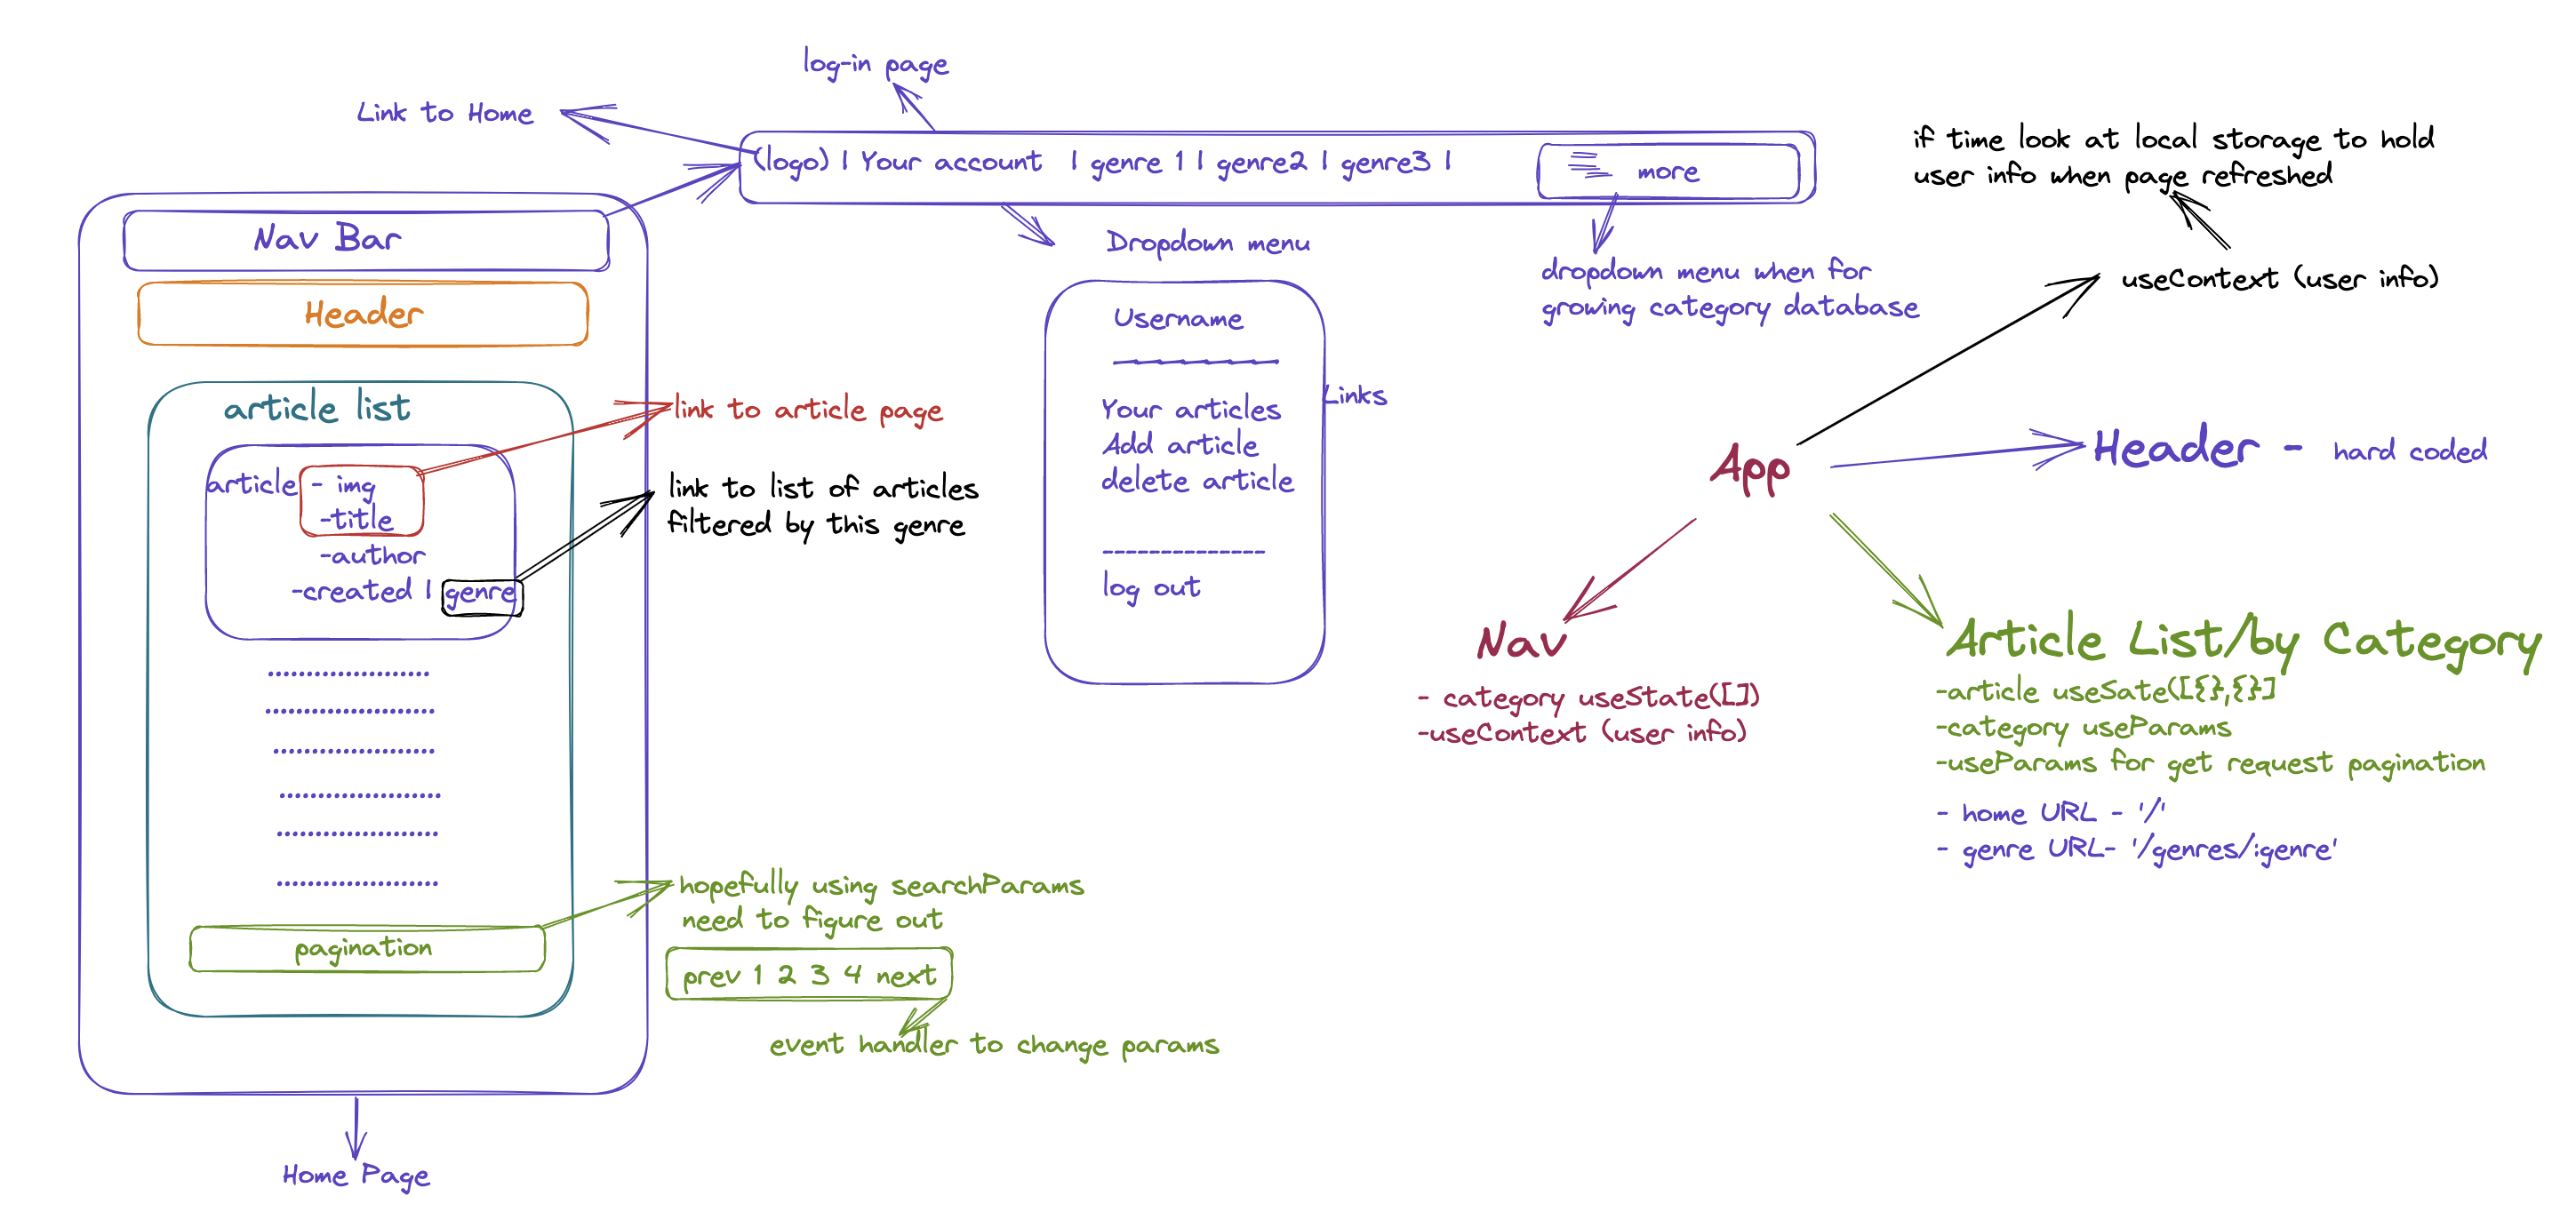 log-in page
Link to Home
(logo) | Your account | genre 1 | genre2 | genre3 |
more
Nav Bar
Header
article list
article - img
-title
-author
-created | genre
pagination
Home Page
link to article page
link to list of articles
filtered by this genre
hopefully using searchParams
need to figure out
prev 1 2 3 4 next
event handler to change params
Dropdown menu
Username
Your articles
Add article
delete article
log out
Links
dropdown menu when for
growing category database
if time look at local storage to hold
user info when page refreshed
useContext (user info)
App
Header - hard coded
Nav
- category useState([])
-useContext (user info)
Article List/by Category
-article useSate([{},{}]
-category useParams
-useParams for get request pagination
- home URL - '/'
- genre URL- '/genres/:genre'